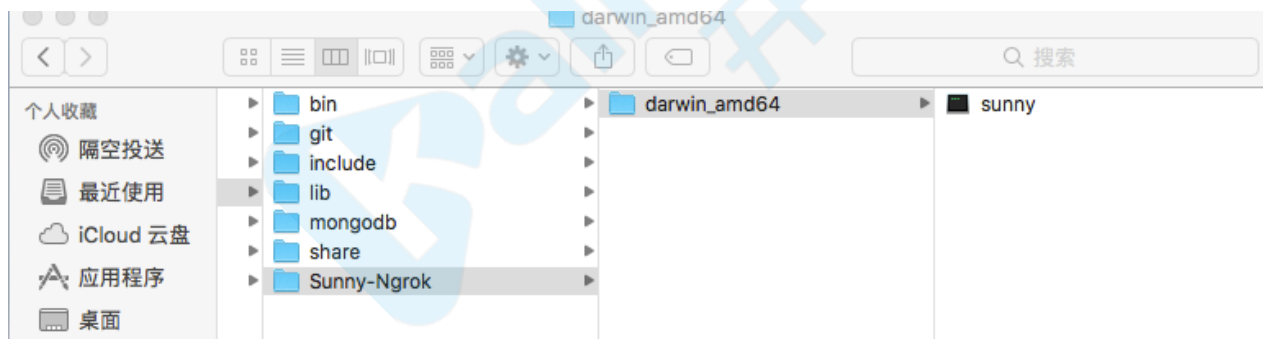 darwin_amd64
搜索
个人收藏
隔空投送
最近使用
iCloud 云盘
应用程序
桌面
bin
git
include
lib
mongodb
share
Sunny-Ngrok
darwin_amd64
sunny